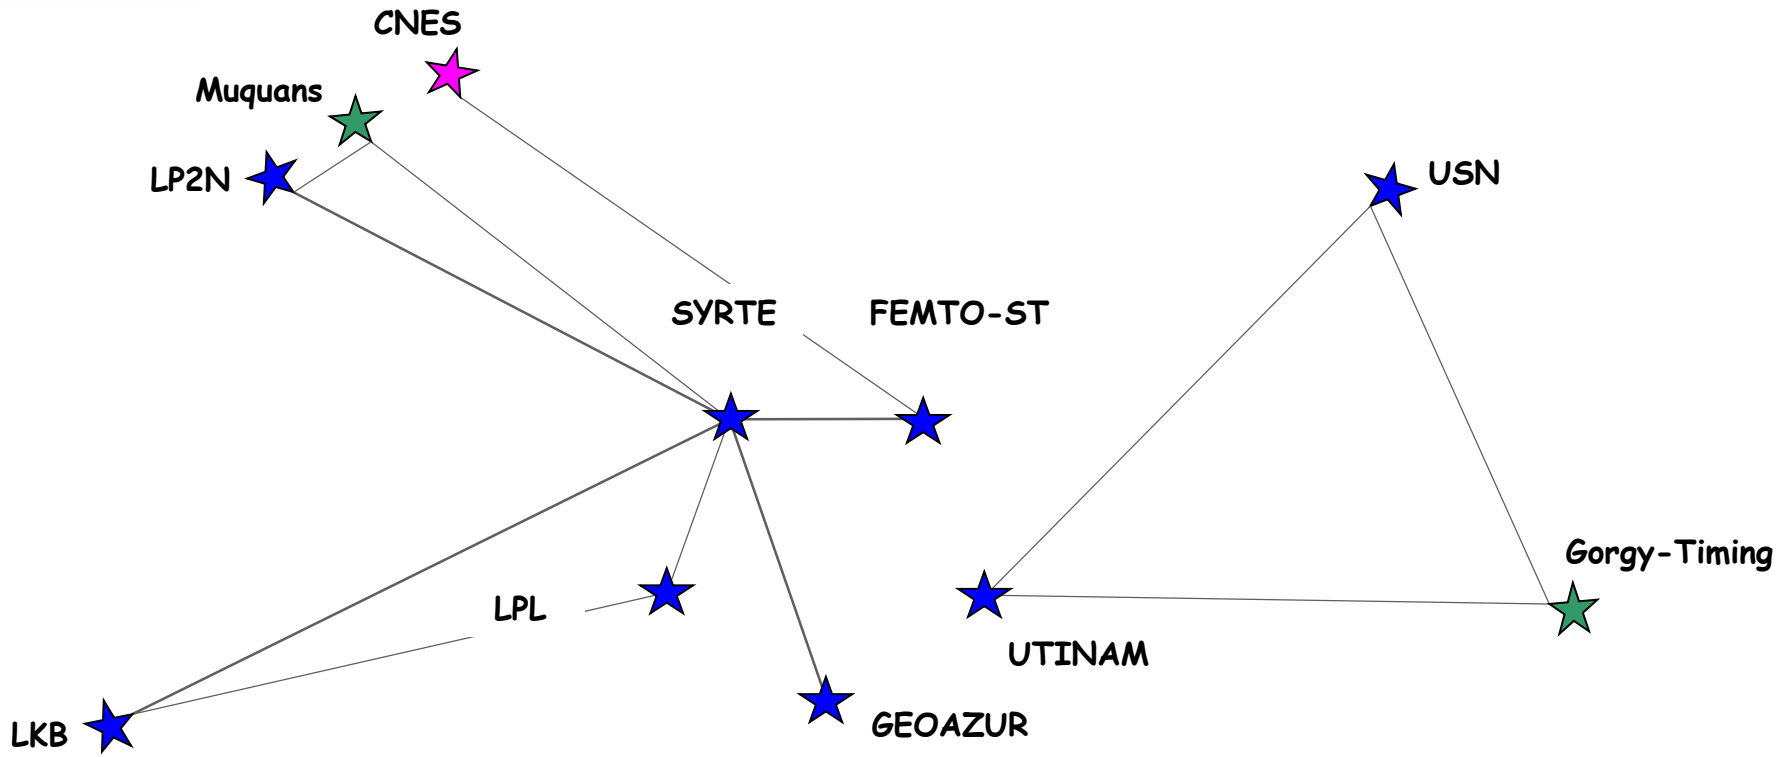 CNES
Muquans
LP2N
USN
SYRTE
FEMTO-ST
Gorgy-Timing
LPL
UTINAM
GEOAZUR
LKB